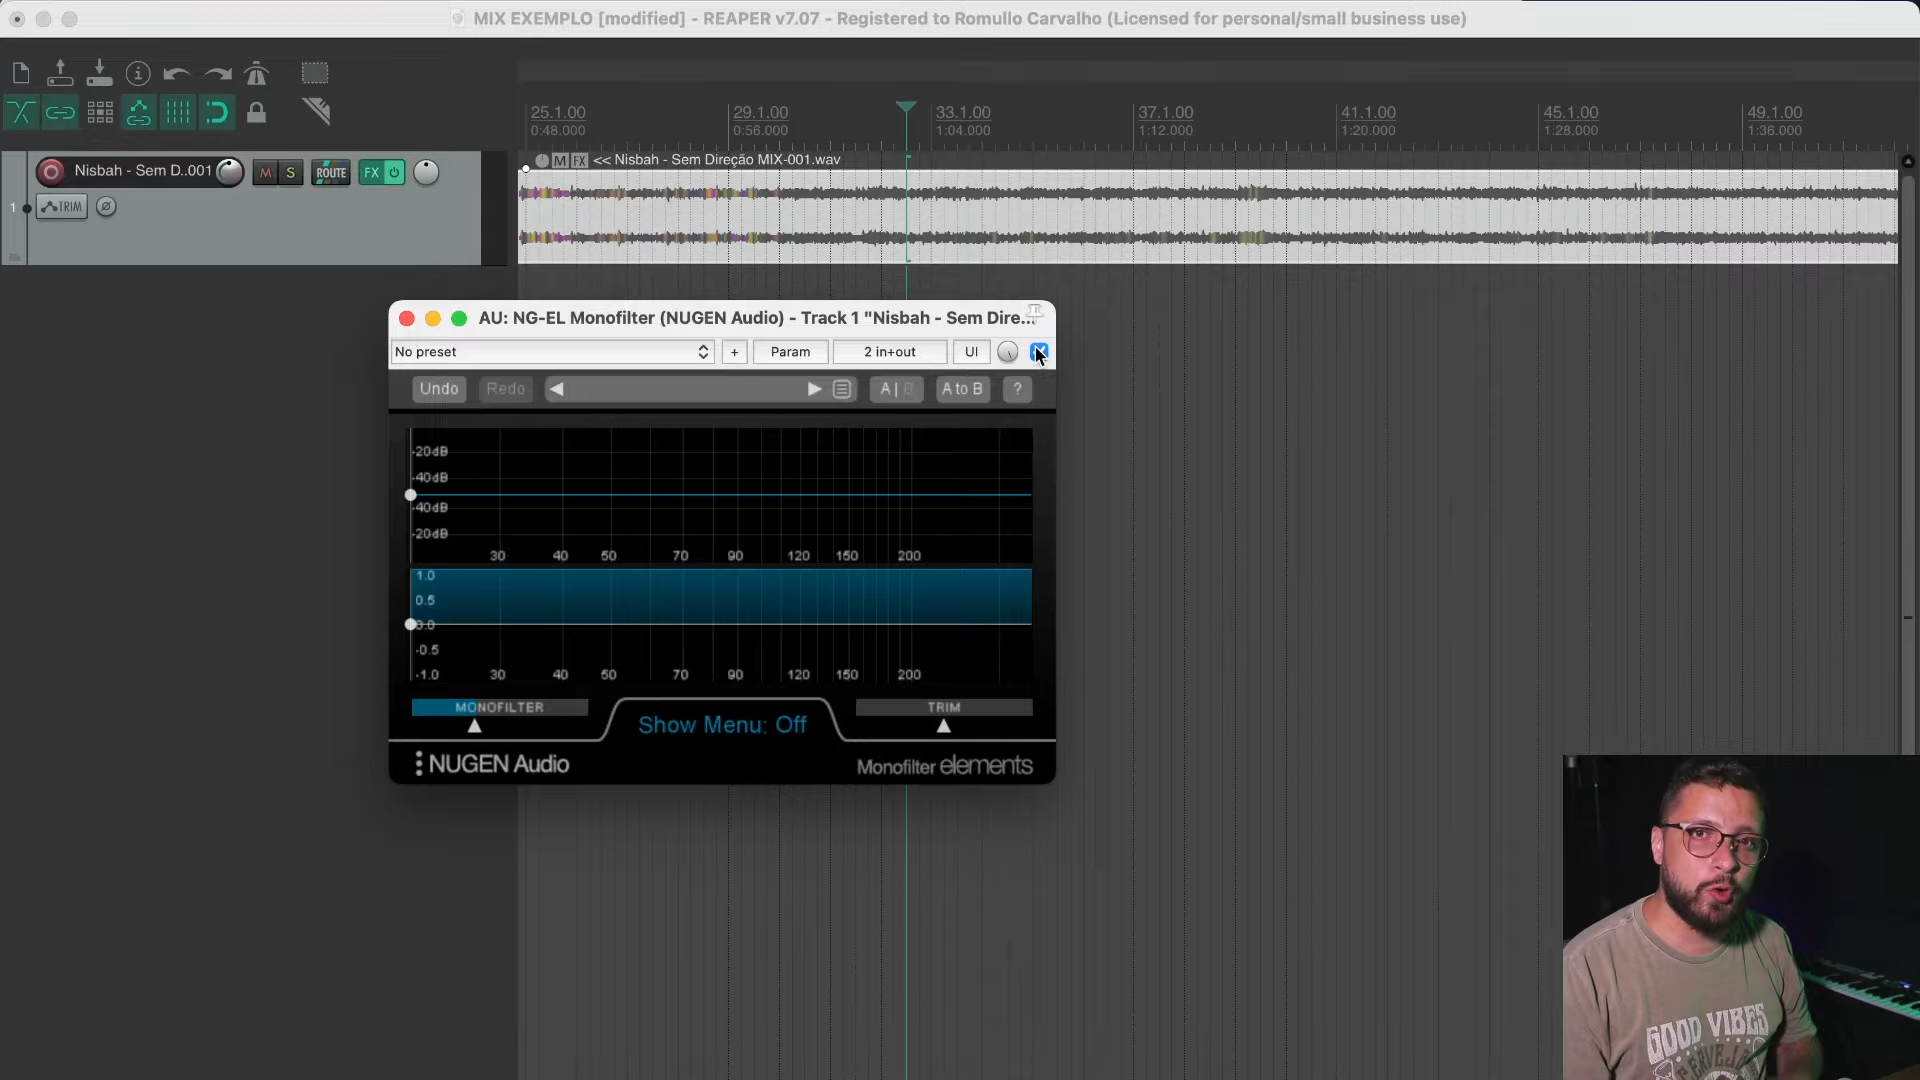 MIX EXEMPLO [modified] - REAPER v7.07 - Registered to Romullo Carvalho (Licensed for personal/small business use)
25.1.00 29.1.00 33.1.00 37.1.00 41.1.00 45.1.00 49.1.00
0:48.000 0:56.000 1:04.000 1:12.000 1:20.000 1:28.000 1:36.000
M FX << Nisbah - Sem Direção MIX-001.wav
Nisbah - Sem D..001 M S ROUTE FX
1 TRIM
AU: NG-EL Monofilter (NUGEN Audio) - Track 1 "Nisbah - Sem Dire...
No preset + Param 2 in+out UI
Undo Redo A | B A to B ?
-20dB
-40dB
-40dB
-20dB
30 40 50 70 90 120 150 200
1.0
0.5
0.0
-0.5
-1.0 30 40 50 70 90 120 150 200
MONOFILTER TRIM
Show Menu: Off
NUGEN Audio Monofilter elements
GOOD VIBES